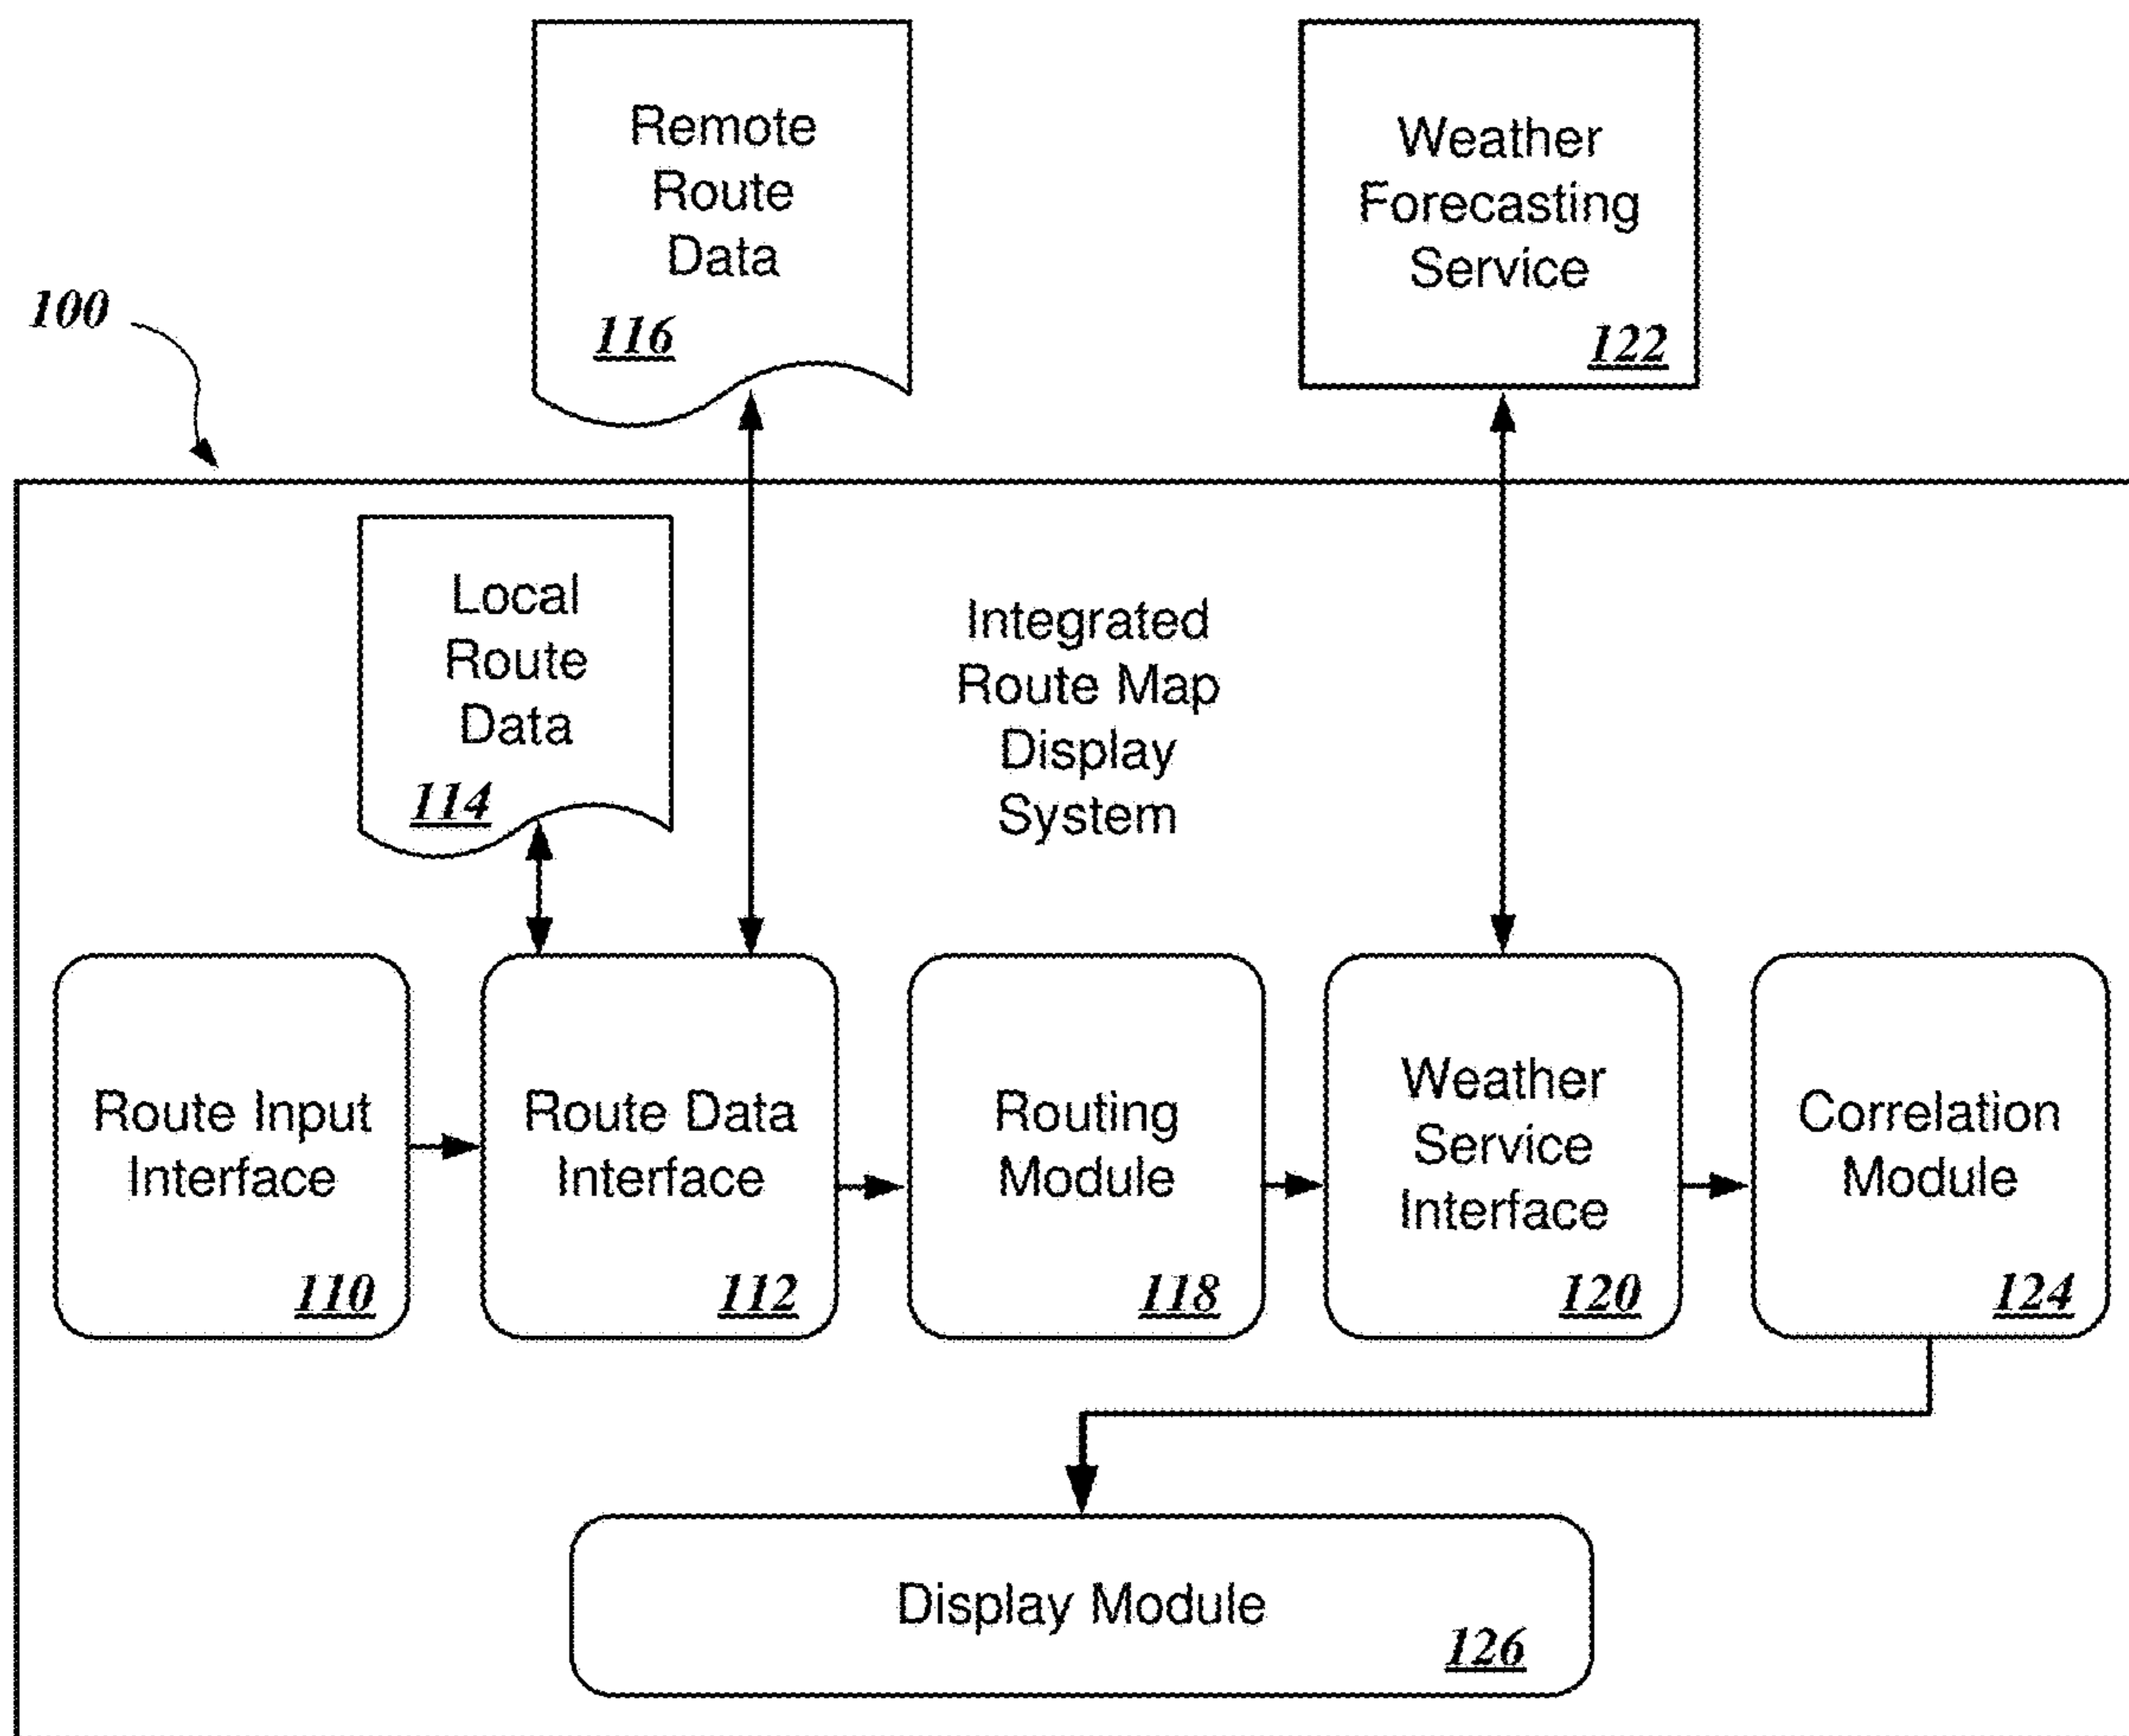 Remote
Route
Data
116
Weather
Forecasting
Service
122
100
Local
Route
Data
114
Integrated
Route Map
Display
System
Route Input
Interface
110
Route Data
Interface
112
Routing
Module
118
Weather
Service
Interface
120
Correlation
Module
124
Display Module
126